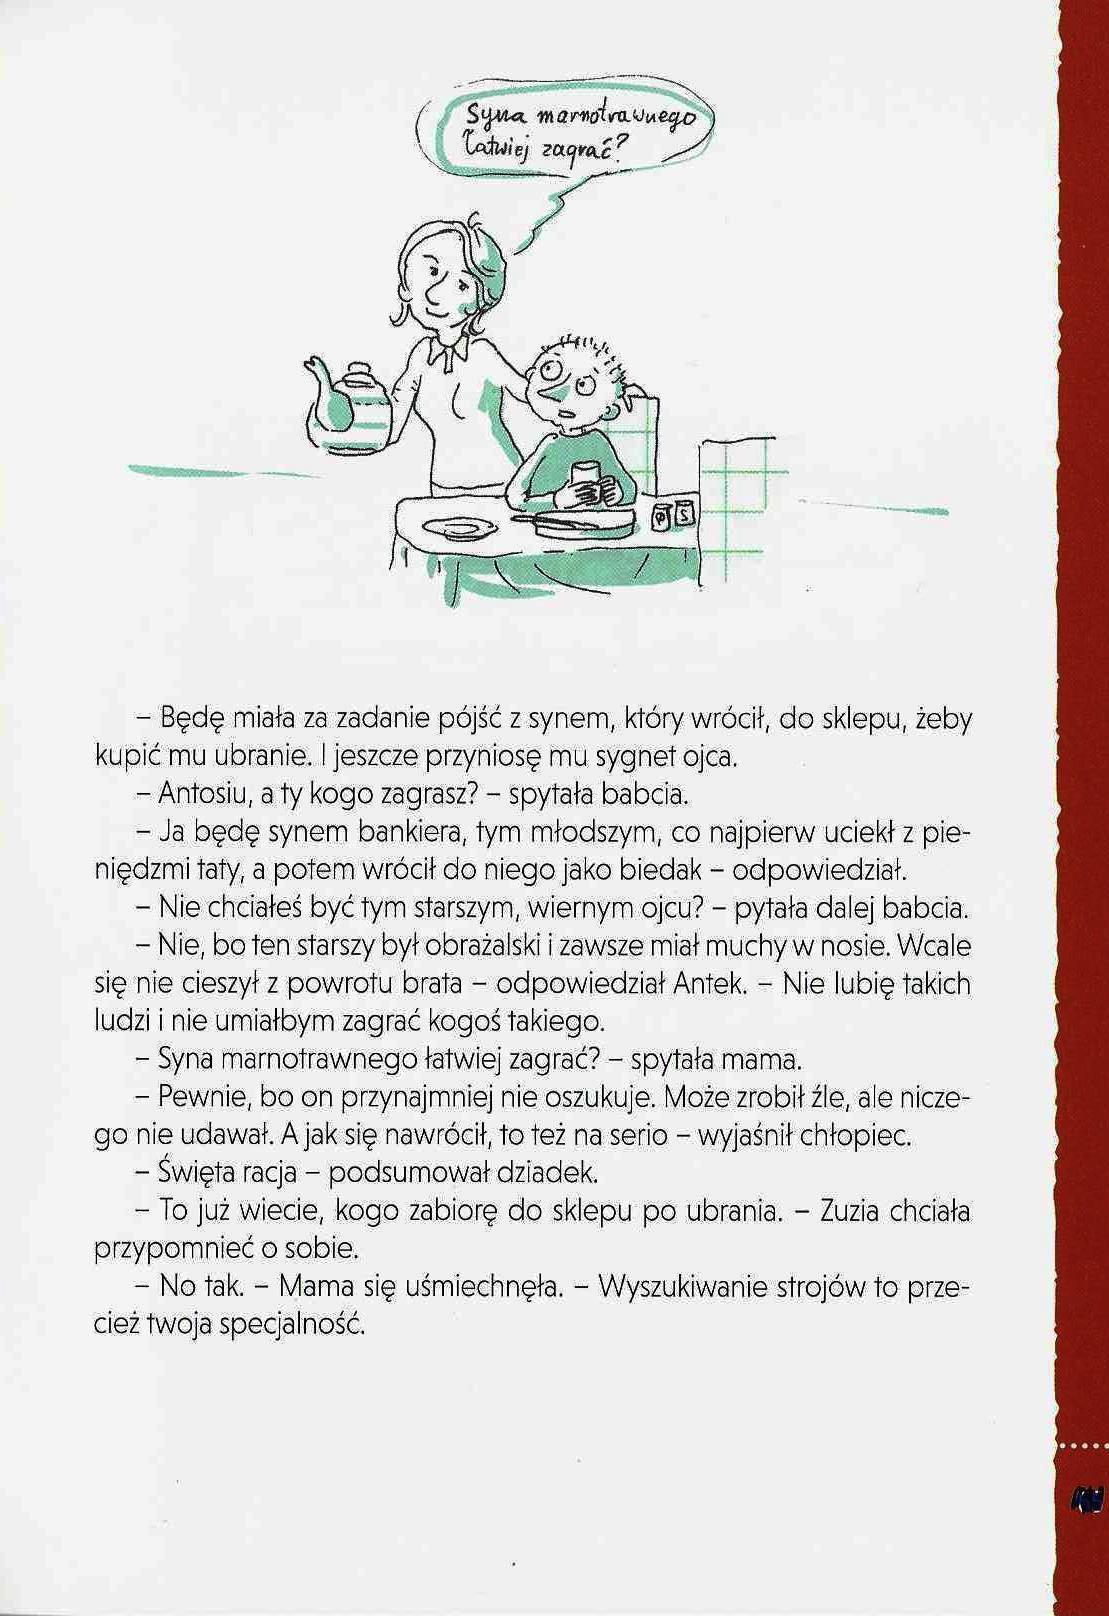 Syna marnotrawnego
łatwiej zagrać?
P S
– Będę miała za zadanie pójść z synem, który wrócił, do sklepu, żeby
kupić mu ubranie. I jeszcze przyniosę mu sygnet ojca.
– Antosiu, a ty kogo zagrasz? – spytała babcia.
– Ja będę synem bankiera, tym młodszym, co najpierw uciekł z pie-
niędzmi taty, a potem wrócił do niego jako biedak – odpowiedział.
– Nie chciałeś być tym starszym, wiernym ojcu? – pytała dalej babcia.
– Nie, bo ten starszy był obrażalski i zawsze miał muchy w nosie. Wcale
się nie cieszył z powrotu brata – odpowiedział Antek. – Nie lubię takich
ludzi i nie umiałbym zagrać kogoś takiego.
– Syna marnotrawnego łatwiej zagrać? – spytała mama.
– Pewnie, bo on przynajmniej nie oszukuje. Może zrobił źle, ale nicze-
go nie udawał. A jak się nawrócił, to też na serio – wyjaśnił chłopiec.
– Święta racja – podsumował dziadek.
– To już wiecie, kogo zabiorę do sklepu po ubrania. – Zuzia chciała
przypomnieć o sobie.
– No tak. – Mama się uśmiechnęła. – Wyszukiwanie strojów to prze-
cież twoja specjalność.